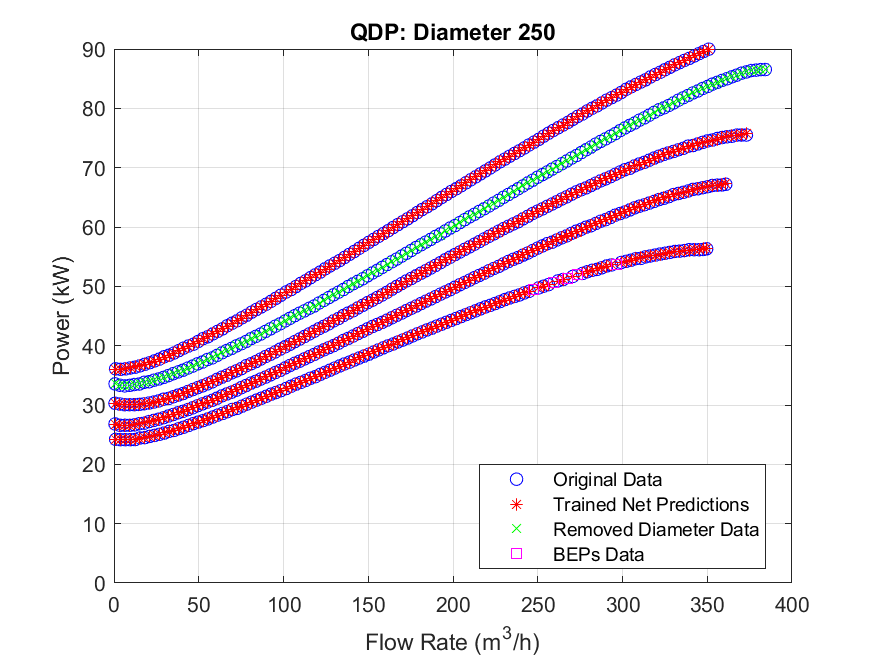 QDP: Diameter 250
Power (kW)
90
80
70
60
50
40
30
20
10
0
Original Data
Trained Net Predictions
Removed Diameter Data
BEPs Data
0 50 100 150 200 250 300 350 400
Flow Rate (m³/h)